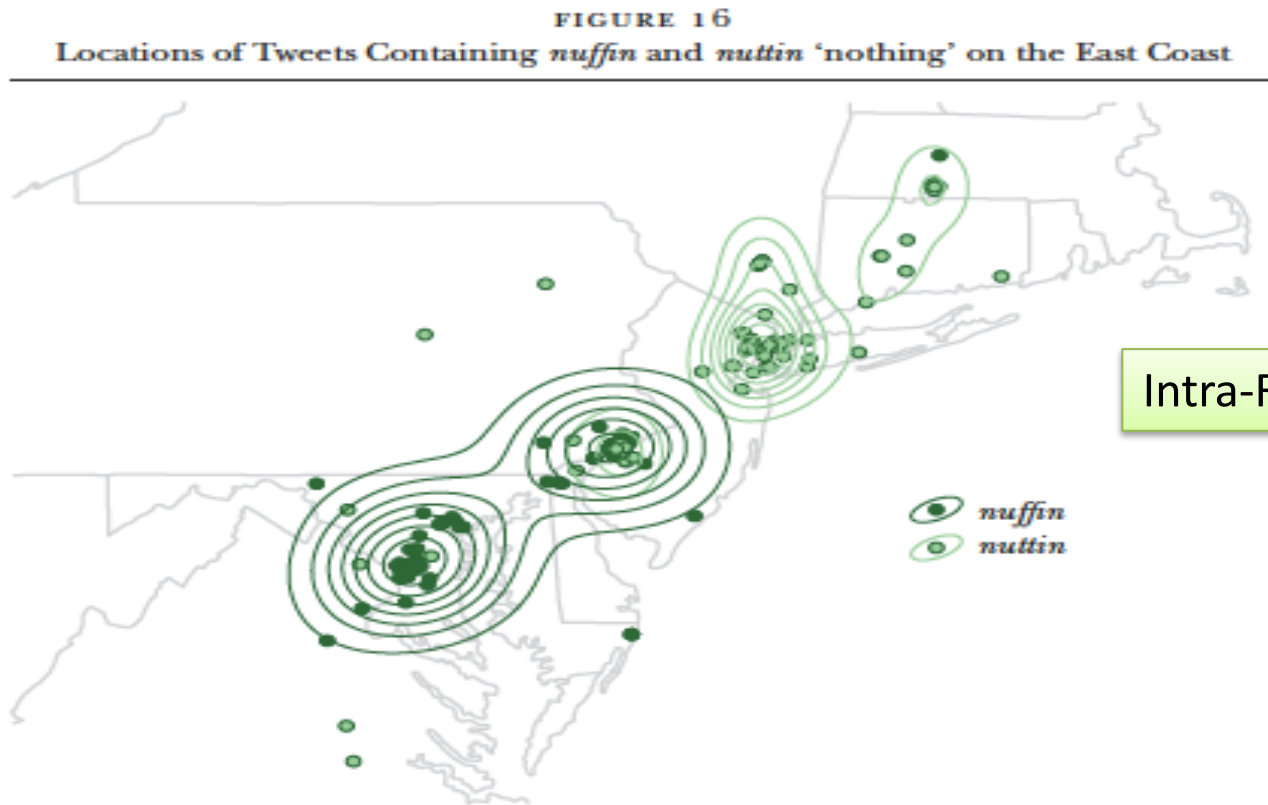 FIGURE 16
Locations of Tweets Containing nuffin and nuttin ‘nothing’ on the East Coast
Intra-
nuffin
nuttin